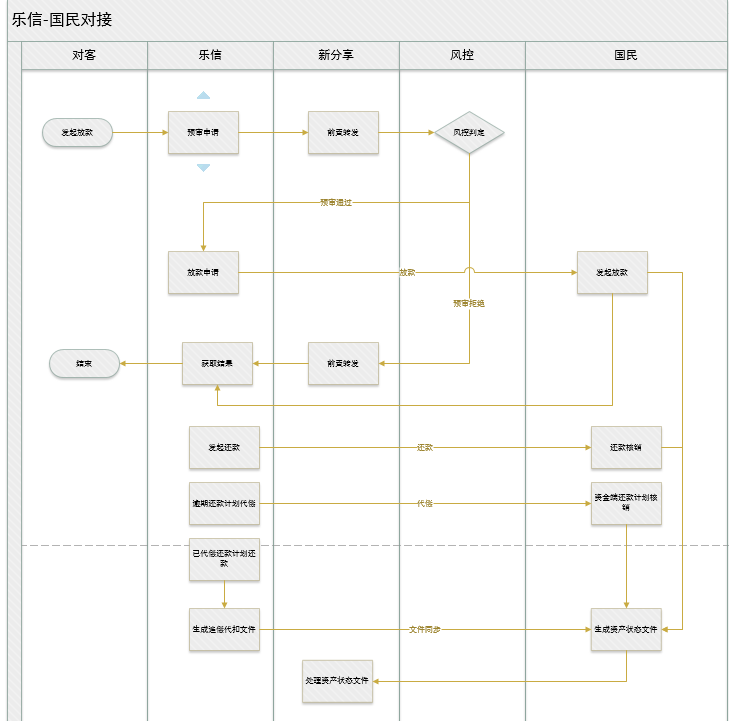 乐信-国民对接
对客
乐信
新分享
风控
国民
发起放款
预审申请
前置转发
风控判定
预审通过
放款申请
放款
发起放款
预审拒绝
结束
获取结果
前置转发
发起还款
还款
还款核销
逾期还款计划代偿
代偿
资金端还款计划核
销
已代偿还款计划还
款
生成追偿代和文件
文件同步
生成资产状态文件
处理资产状态文件